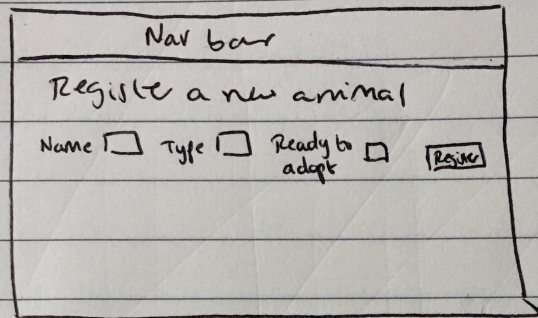 Nav bar
Registe a new animal
Name Type Ready to adopt Register